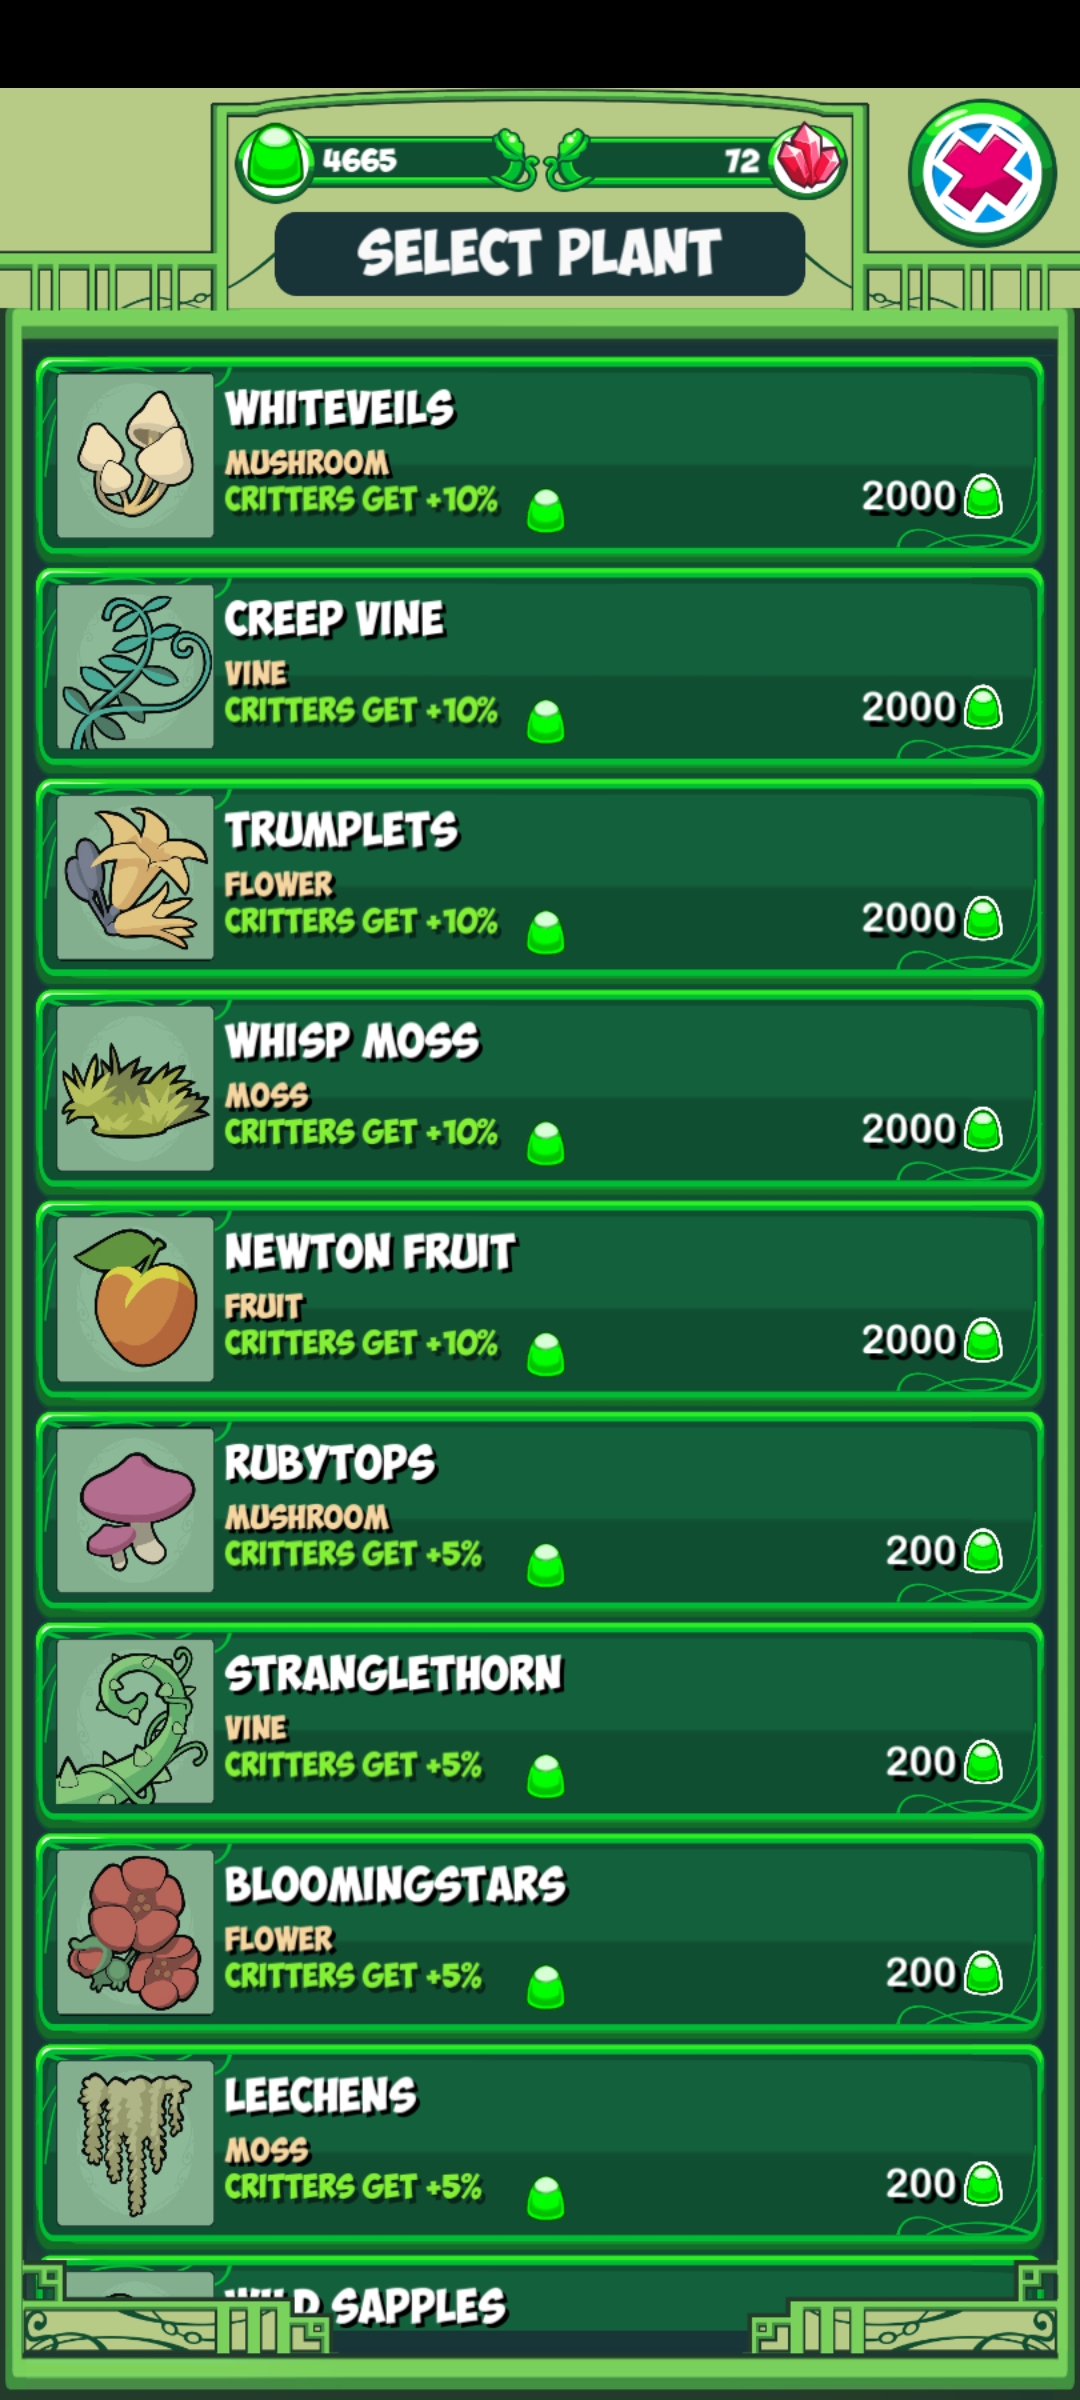 4665
72
SELECT PLANT
WHITEVEILS
MUSHROOM
CRITTERS GET +10%
2000
CREEP VINE
VINE
CRITTERS GET +10%
2000
TRUMPLETS
FLOWER
CRITTERS GET +10%
2000
WHISP MOSS
MOSS
CRITTERS GET +10%
2000
NEWTON FRUIT
FRUIT
CRITTERS GET +10%
2000
RUBYTOPS
MUSHROOM
CRITTERS GET +5%
200
STRANGLETHORN
VINE
CRITTERS GET +5%
200
BLOOMINGSTARS
FLOWER
CRITTERS GET +5%
200
LEECHENS
MOSS
CRITTERS GET +5%
200
WILD SAPPLES